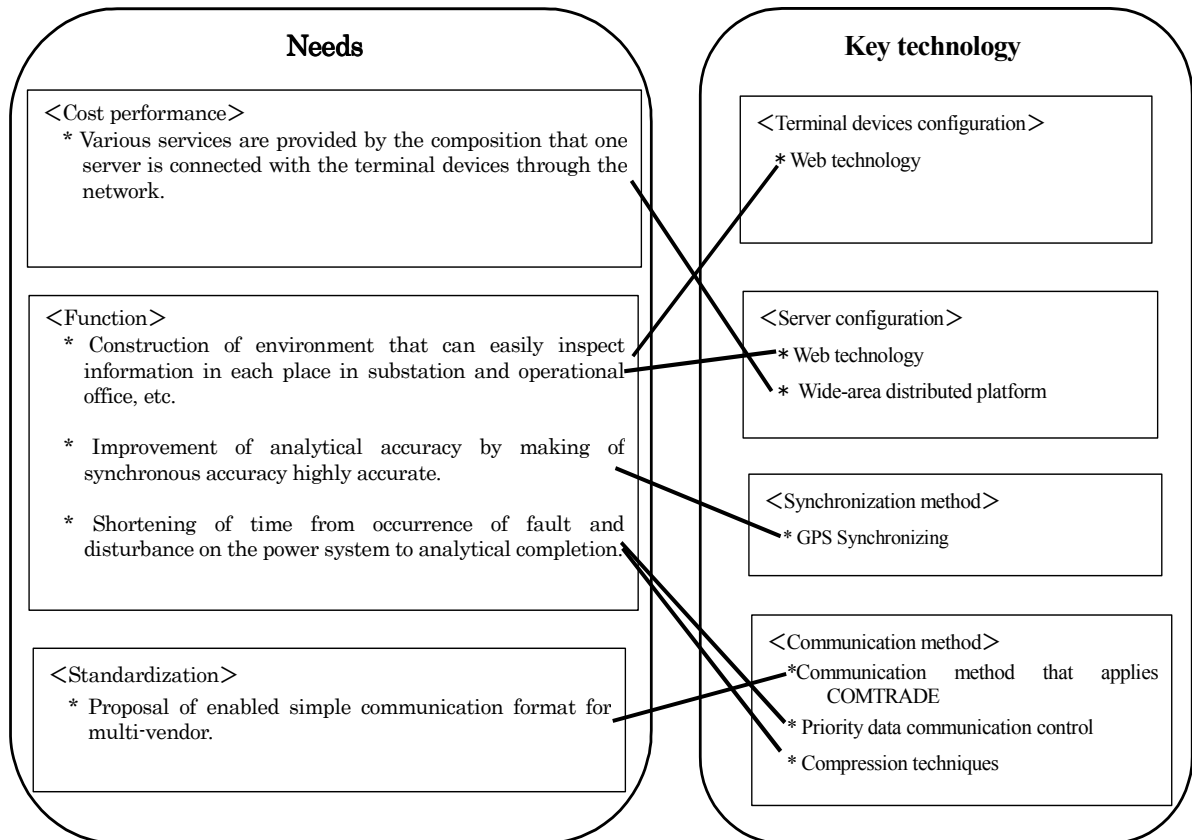 Needs
<Cost performance>
* Various services are provided by the composition that one
server is connected with the terminal devices through the
network.
<Function>
* Construction of environment that can easily inspect
information in each place in substation and operational
office, etc.
* Improvement of analytical accuracy by making of
synchronous accuracy highly accurate.
* Shortening of time from occurrence of fault and
disturbance on the power system to analytical completion.
<Standardization>
* Proposal of enabled simple communication format for
multi-vendor.
Key technology
<Terminal devices configuration>
* Web technology
<Server configuration>
* Web technology
* Wide-area distributed platform
<Synchronization method>
* GPS Synchronizing
<Communication method>
*Communication method that applies
COMTRADE
* Priority data communication control
* Compression techniques